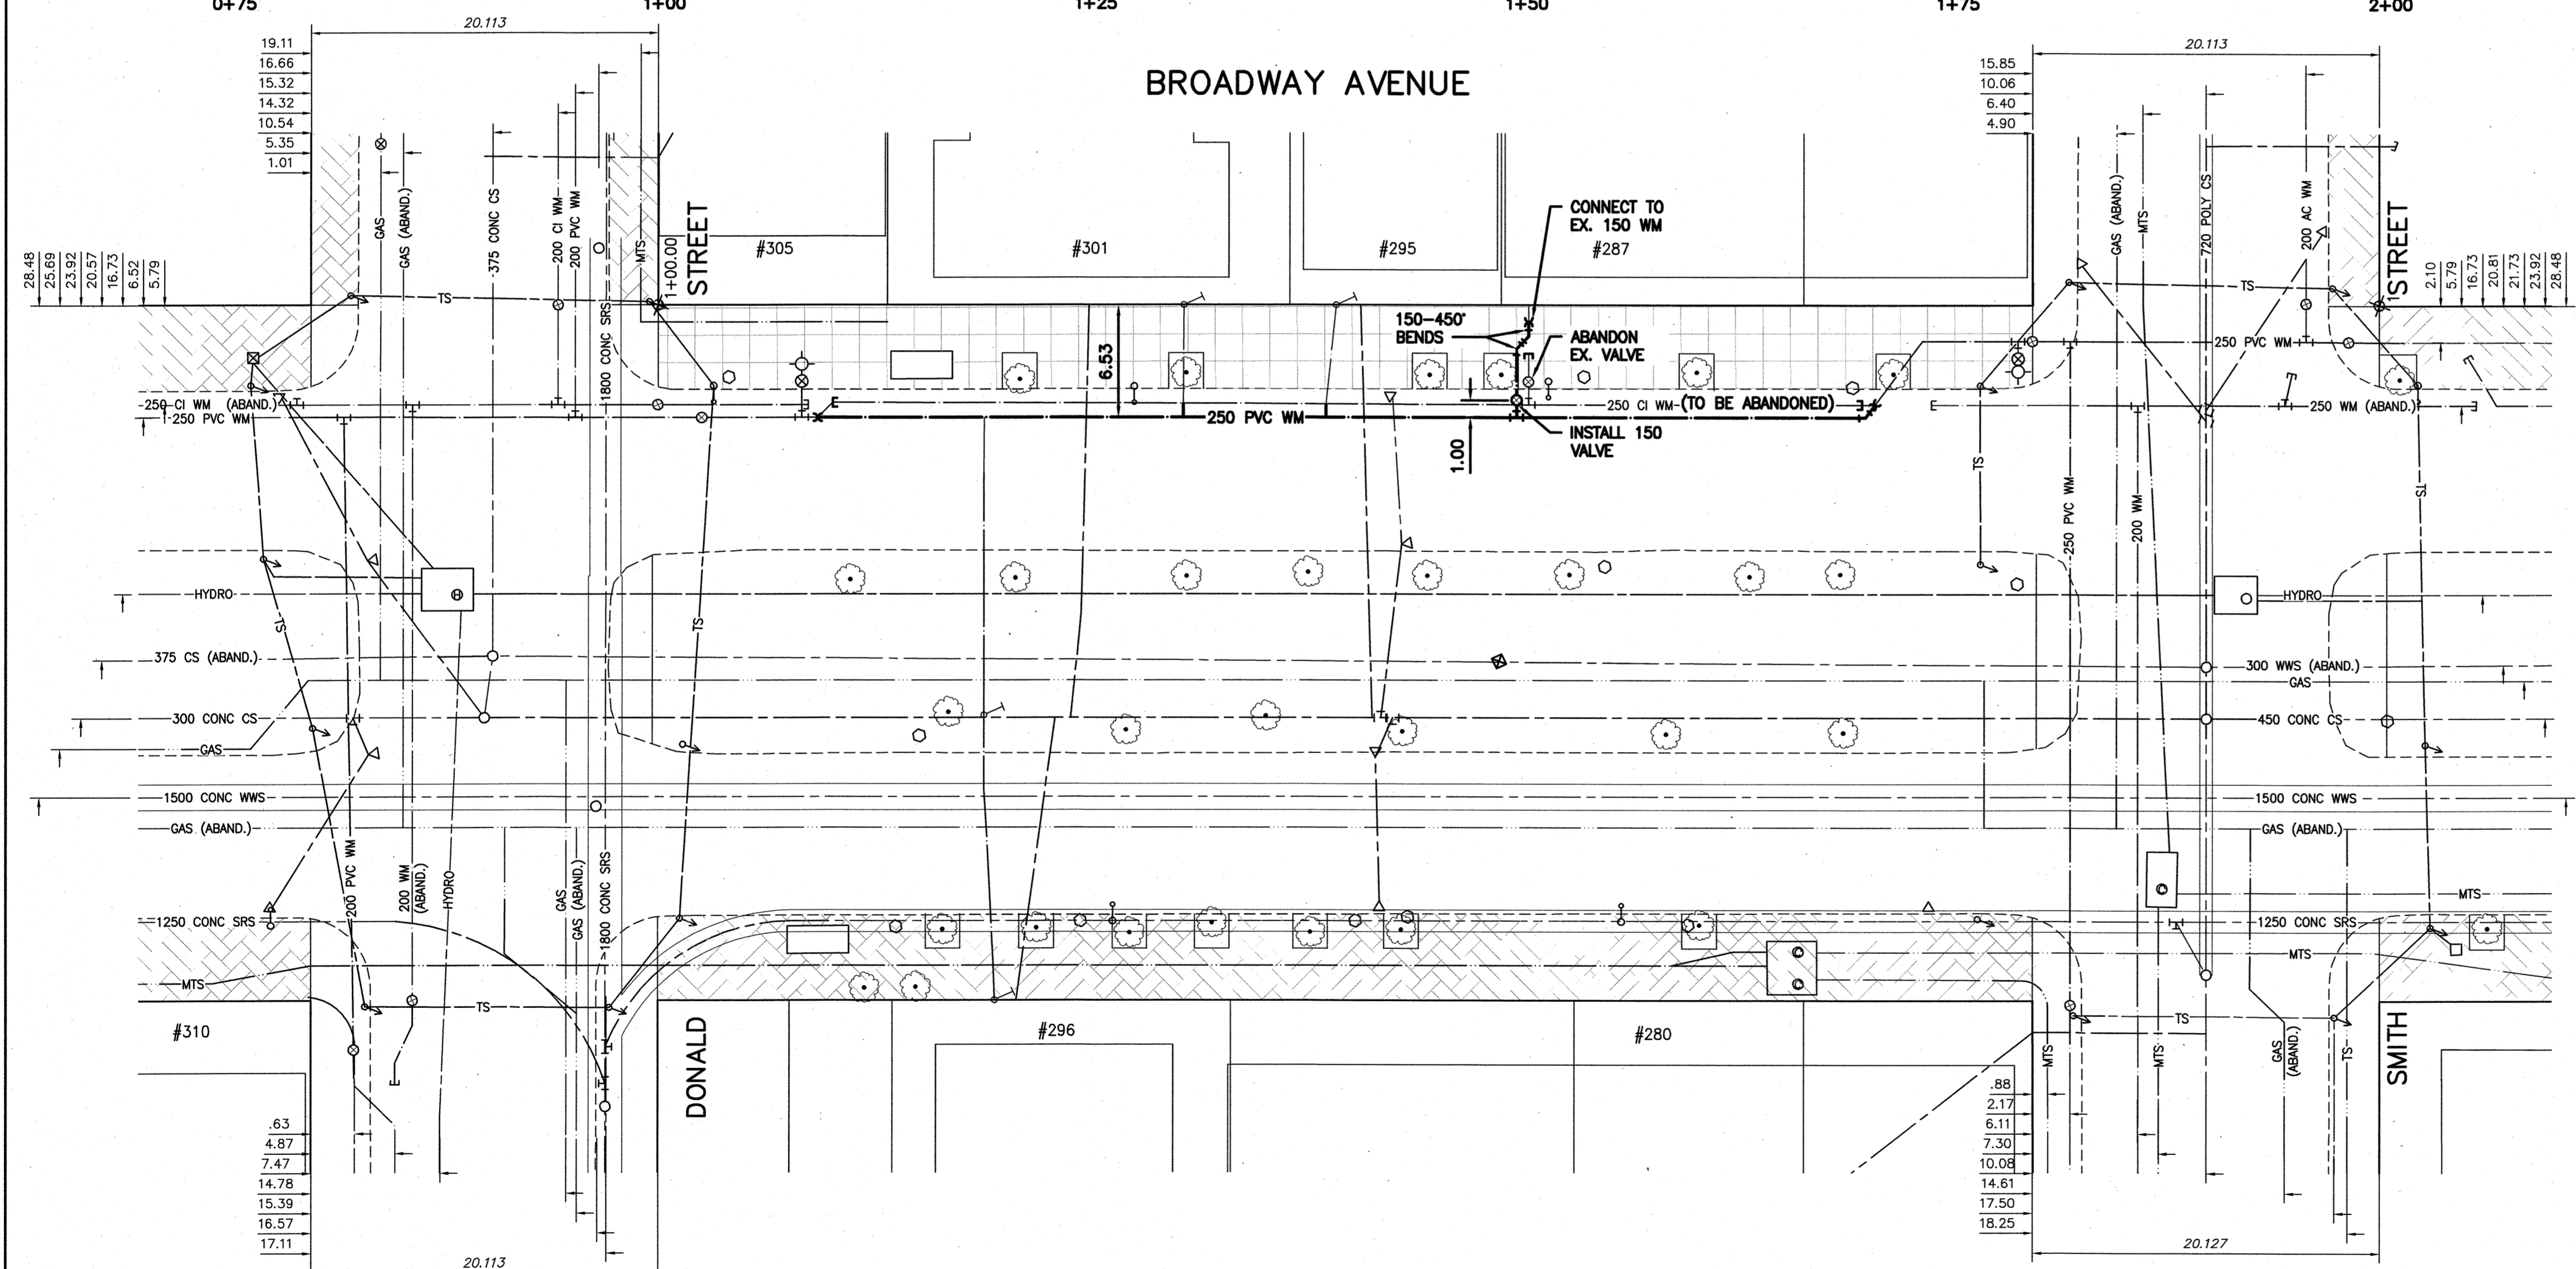 0+75
1+00
1+25
1+50
1+75
2+00
20.113
20.113
BROADWAY AVENUE
19.11
16.66
15.32
14.32
10.54
5.35
1.01
15.85
10.06
6.40
4.90
GAS
GAS (ABAND.)
375 CONC CS
200 CI WM
200 PVC WM
1800 CONC SRS
MTS
1+00.00
STREET
#305
#301
#295
#287
CONNECT TO
EX. 150 WM
GAS (ABAND.)
MTS
720 POLY CS
200 AC WM
STREET
28.48
25.69
23.92
20.57
16.73
6.52
5.79
2.10
5.79
16.73
20.81
21.73
23.92
28.48
TS
TS
150-450°
BENDS
ABANDON
EX. VALVE
6.53
250 PVC WM
250 CI WM (ABAND.)
250 PVC WM
250 PVC WM
250 CI WM (TO BE ABANDONED)
250 WM (ABAND.)
INSTALL 150
VALVE
1.00
TS
250 PVC WM
200 WM
TS
HYDRO
HYDRO
TS
TS
375 CS (ABAND.)
300 WWS (ABAND.)
GAS
300 CONC CS
450 CONC CS
GAS
1500 CONC WWS
1500 CONC WWS
GAS (ABAND.)
GAS (ABAND.)
200 PVC WM
200 WM
(ABAND.)
HYDRO
GAS
GAS (ABAND.)
1800 CONC SRS
MTS
1250 CONC SRS
1250 CONC SRS
MTS
MTS
TS
TS
#310
DONALD
#296
#280
MTS
MTS
GAS
(ABAND.)
TS
SMITH
.63
4.87
7.47
14.78
15.39
16.57
17.11
.88
2.17
6.11
7.30
10.08
14.61
17.50
18.25
20.113
20.127